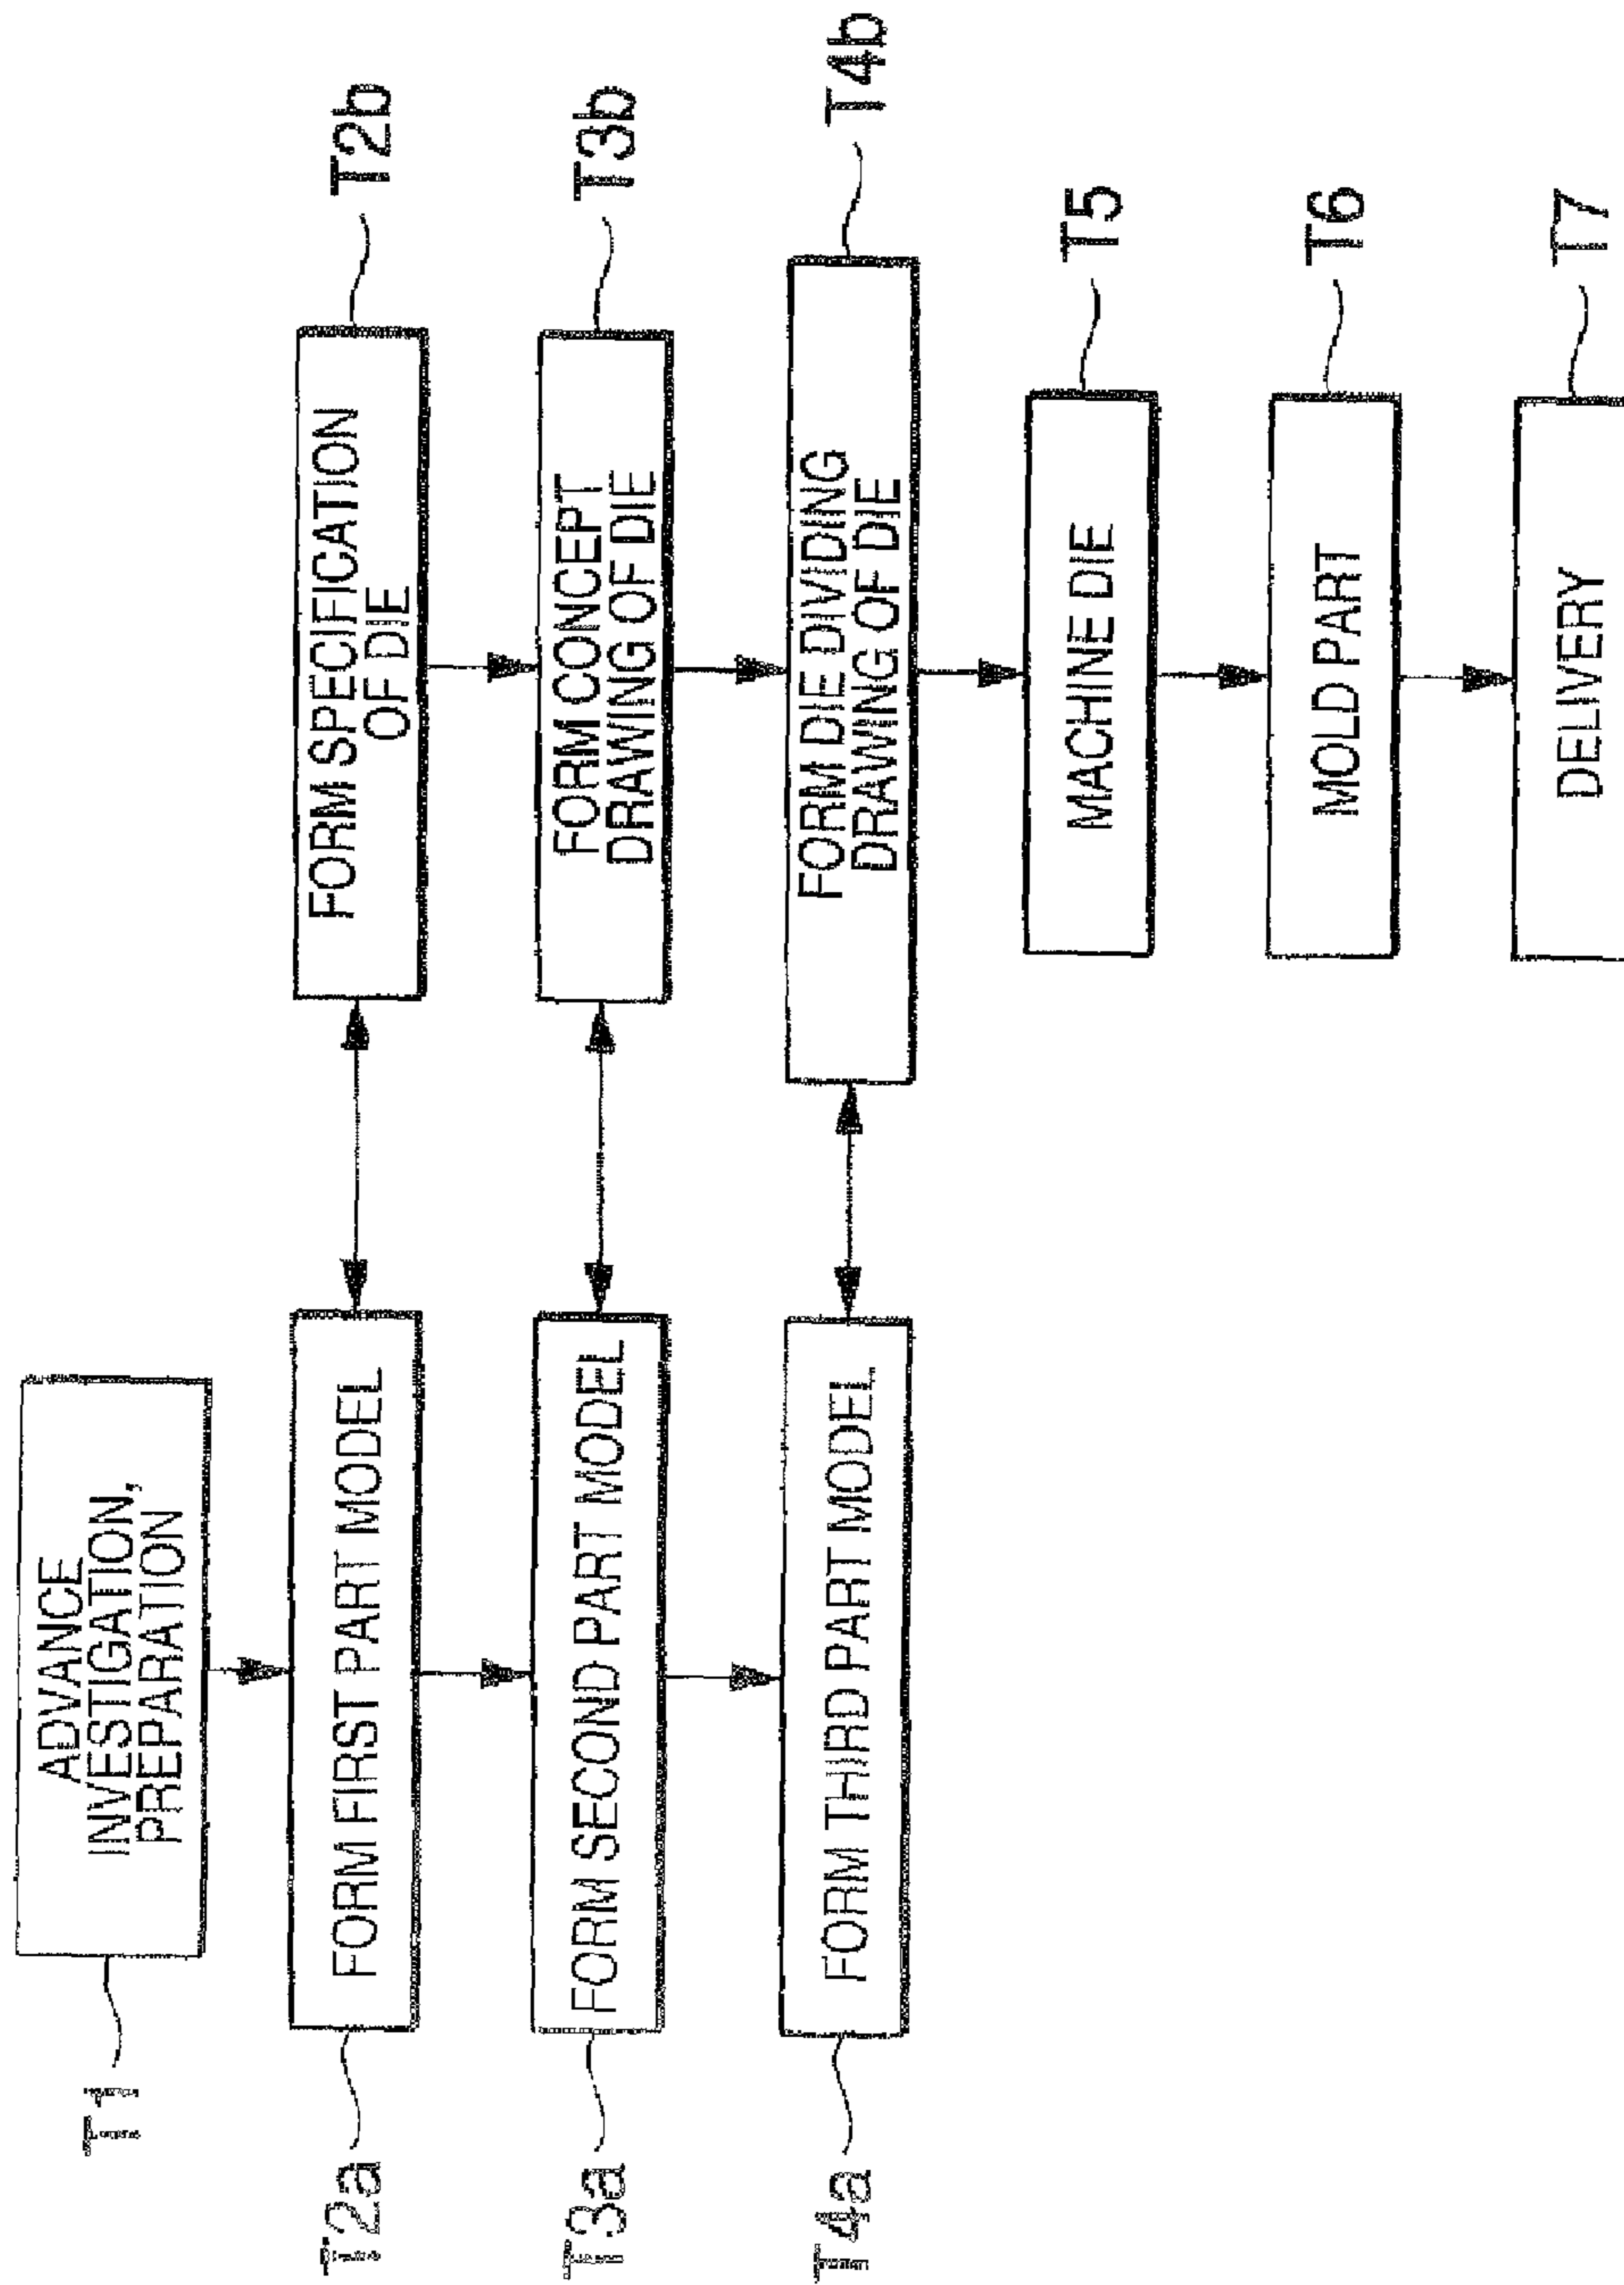 T1
ADVANCE
INVESTIGATION,
PREPARATION
T2a
FORM FIRST PART MODEL
FORM SPECIFICATION
OF DIE
T2b
T3a
FORM SECOND PART MODEL
FORM CONCEPT
DRAWING OF DIE
T3b
T4a
FORM THIRD PART MODEL
FORM DIE DIVIDING
DRAWING OF DIE
T4b
MACHINE DIE
T5
MOLD PART
T6
DELIVERY
T7